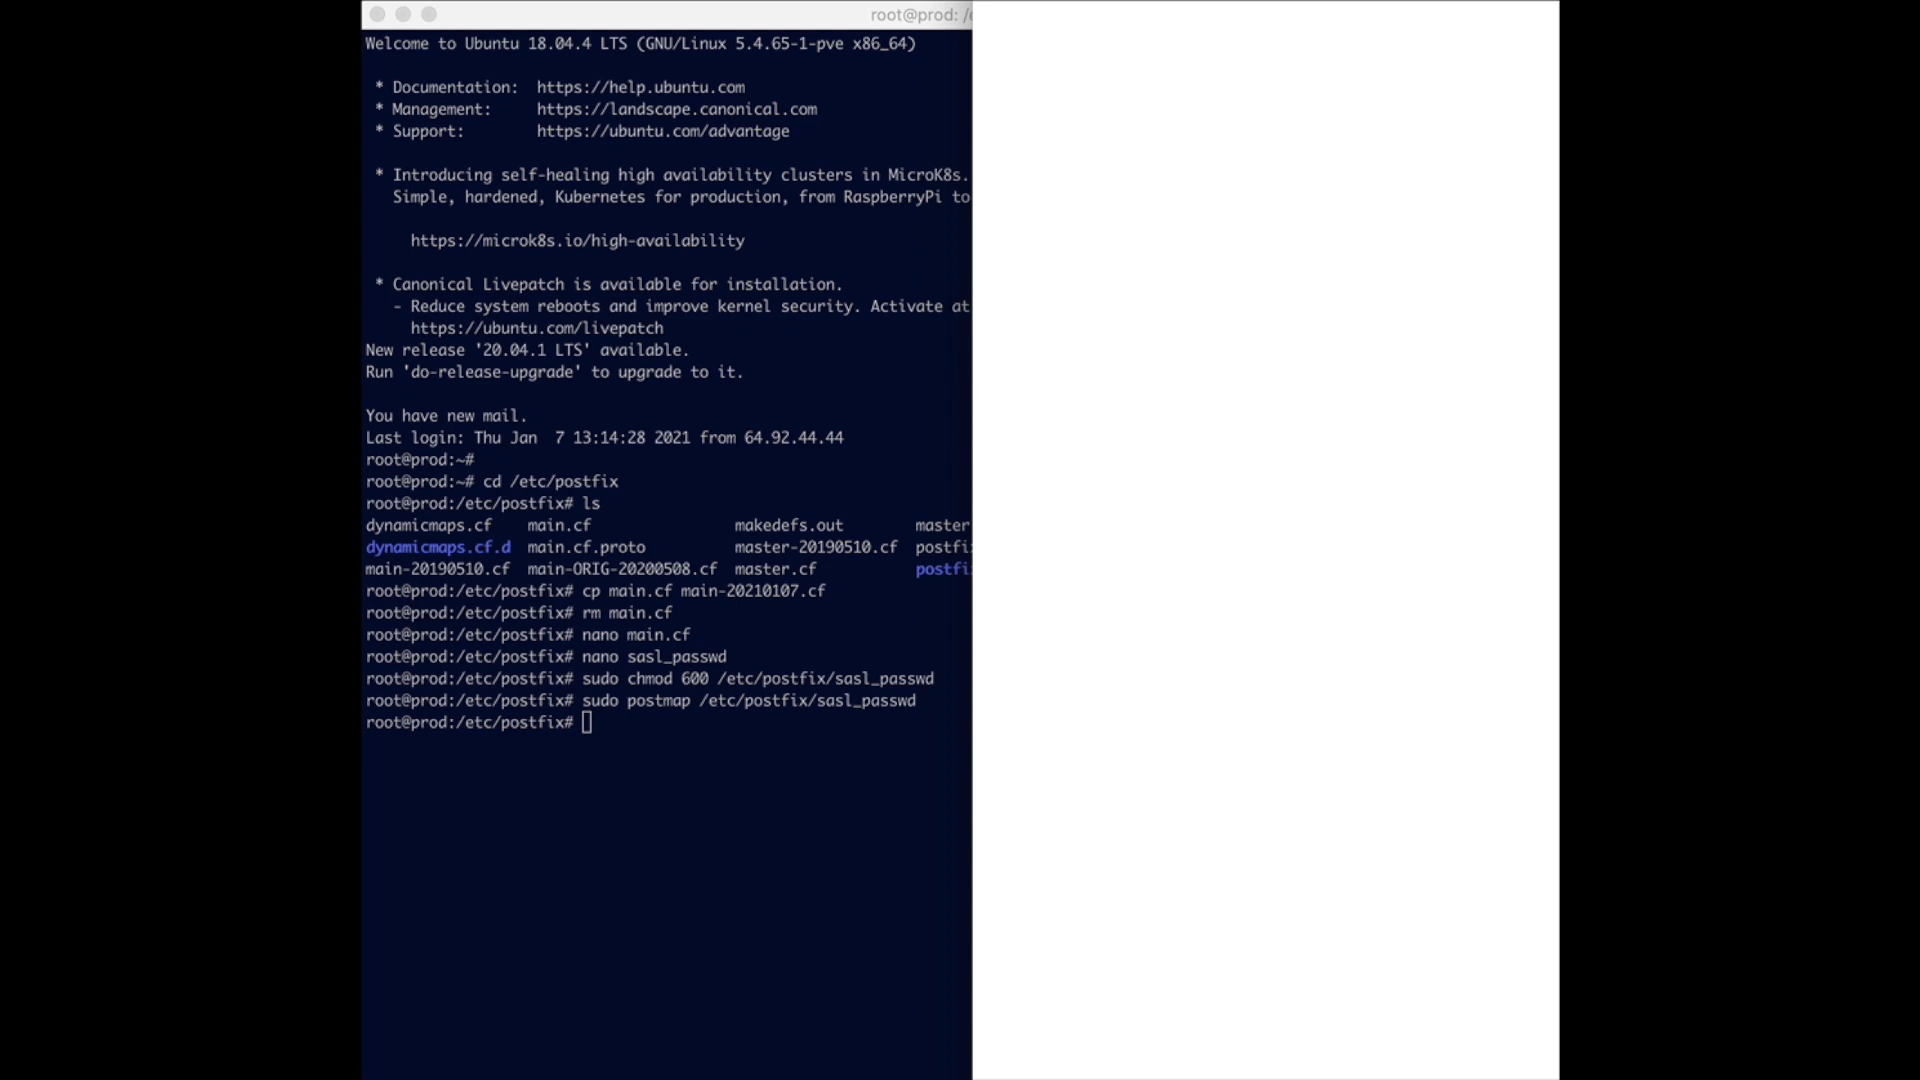 root@prod: /e
Welcome to Ubuntu 18.04.4 LTS (GNU/Linux 5.4.65-1-pve x86_64)
* Documentation:  https://help.ubuntu.com
* Management:     https://landscape.canonical.com
* Support:        https://ubuntu.com/advantage
* Introducing self-healing high availability clusters in MicroK8s.
Simple, hardened, Kubernetes for production, from RaspberryPi to
https://microk8s.io/high-availability
* Canonical Livepatch is available for installation.
- Reduce system reboots and improve kernel security. Activate at
https://ubuntu.com/livepatch
New release '20.04.1 LTS' available.
Run 'do-release-upgrade' to upgrade to it.
You have new mail.
Last login: Thu Jan  7 13:14:28 2021 from 64.92.44.44
root@prod:~#
root@prod:~# cd /etc/postfix
root@prod:/etc/postfix# ls
dynamicmaps.cf    main.cf                makedefs.out        master
dynamicmaps.cf.d  main.cf.proto          master-20190510.cf  postfi
main-20190510.cf  main-ORIG-20200508.cf  master.cf           postfi
root@prod:/etc/postfix# cp main.cf main-20210107.cf
root@prod:/etc/postfix# rm main.cf
root@prod:/etc/postfix# nano main.cf
root@prod:/etc/postfix# nano sasl_passwd
root@prod:/etc/postfix# sudo chmod 600 /etc/postfix/sasl_passwd
root@prod:/etc/postfix# sudo postmap /etc/postfix/sasl_passwd
root@prod:/etc/postfix#